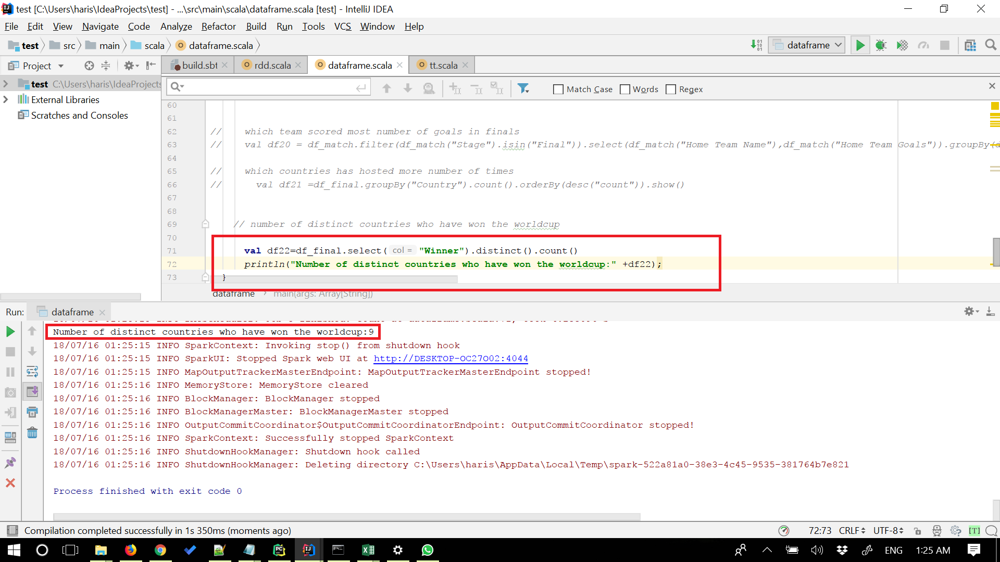 test [C:\Users\haris\IdeaProjects\test] - ...\src\main\scala\dataframe.scala [test] - IntelliJ IDEA
File Edit View Navigate Code Analyze Refactor Build Run Tools VCS Window Help
test src main scala dataframe.scala
dataframe
Project
build.sbt rdd.scala dataframe.scala tt.scala
test C:\Users\haris\IdeaProjects
External Libraries
Scratches and Consoles
Match Case Words Regex
60
61
62 // which team scored most number of goals in finals
63 // val df20 = df_match.filter(df_match("Stage").isin("Final")).select(df_match("Home Team Name"),df_match("Home Team Goals")).groupBy(d
64
65 // which countries has hosted more number of times
66 // val df21 =df_final.groupBy("Country").count().orderBy(desc("count")).show()
67
68
69 // number of distinct countries who have won the worldcup
70
71 val df22=df_final.select( col = "Winner").distinct().count()
72 println("Number of distinct countries who have won the worldcup:" +df22);
73 }
dataframe main(args: Array[String])
Run: dataframe
Number of distinct countries who have won the worldcup:9
18/07/16 01:25:15 INFO SparkContext: Invoking stop() from shutdown hook
18/07/16 01:25:15 INFO SparkUI: Stopped Spark web UI at http://DESKTOP-OC27O02:4044
18/07/16 01:25:15 INFO MapOutputTrackerMasterEndpoint: MapOutputTrackerMasterEndpoint stopped!
18/07/16 01:25:16 INFO MemoryStore: MemoryStore cleared
18/07/16 01:25:16 INFO BlockManager: BlockManager stopped
18/07/16 01:25:16 INFO BlockManagerMaster: BlockManagerMaster stopped
18/07/16 01:25:16 INFO OutputCommitCoordinator$OutputCommitCoordinatorEndpoint: OutputCommitCoordinator stopped!
18/07/16 01:25:16 INFO SparkContext: Successfully stopped SparkContext
18/07/16 01:25:16 INFO ShutdownHookManager: Shutdown hook called
18/07/16 01:25:16 INFO ShutdownHookManager: Deleting directory C:\Users\haris\AppData\Local\Temp\spark-522a81a0-38e3-4c45-9535-381764b7e821
Process finished with exit code 0
Compilation completed successfully in 1s 350ms (moments ago)
72:73 CRLF UTF-8 [T]
ENG 1:25 AM